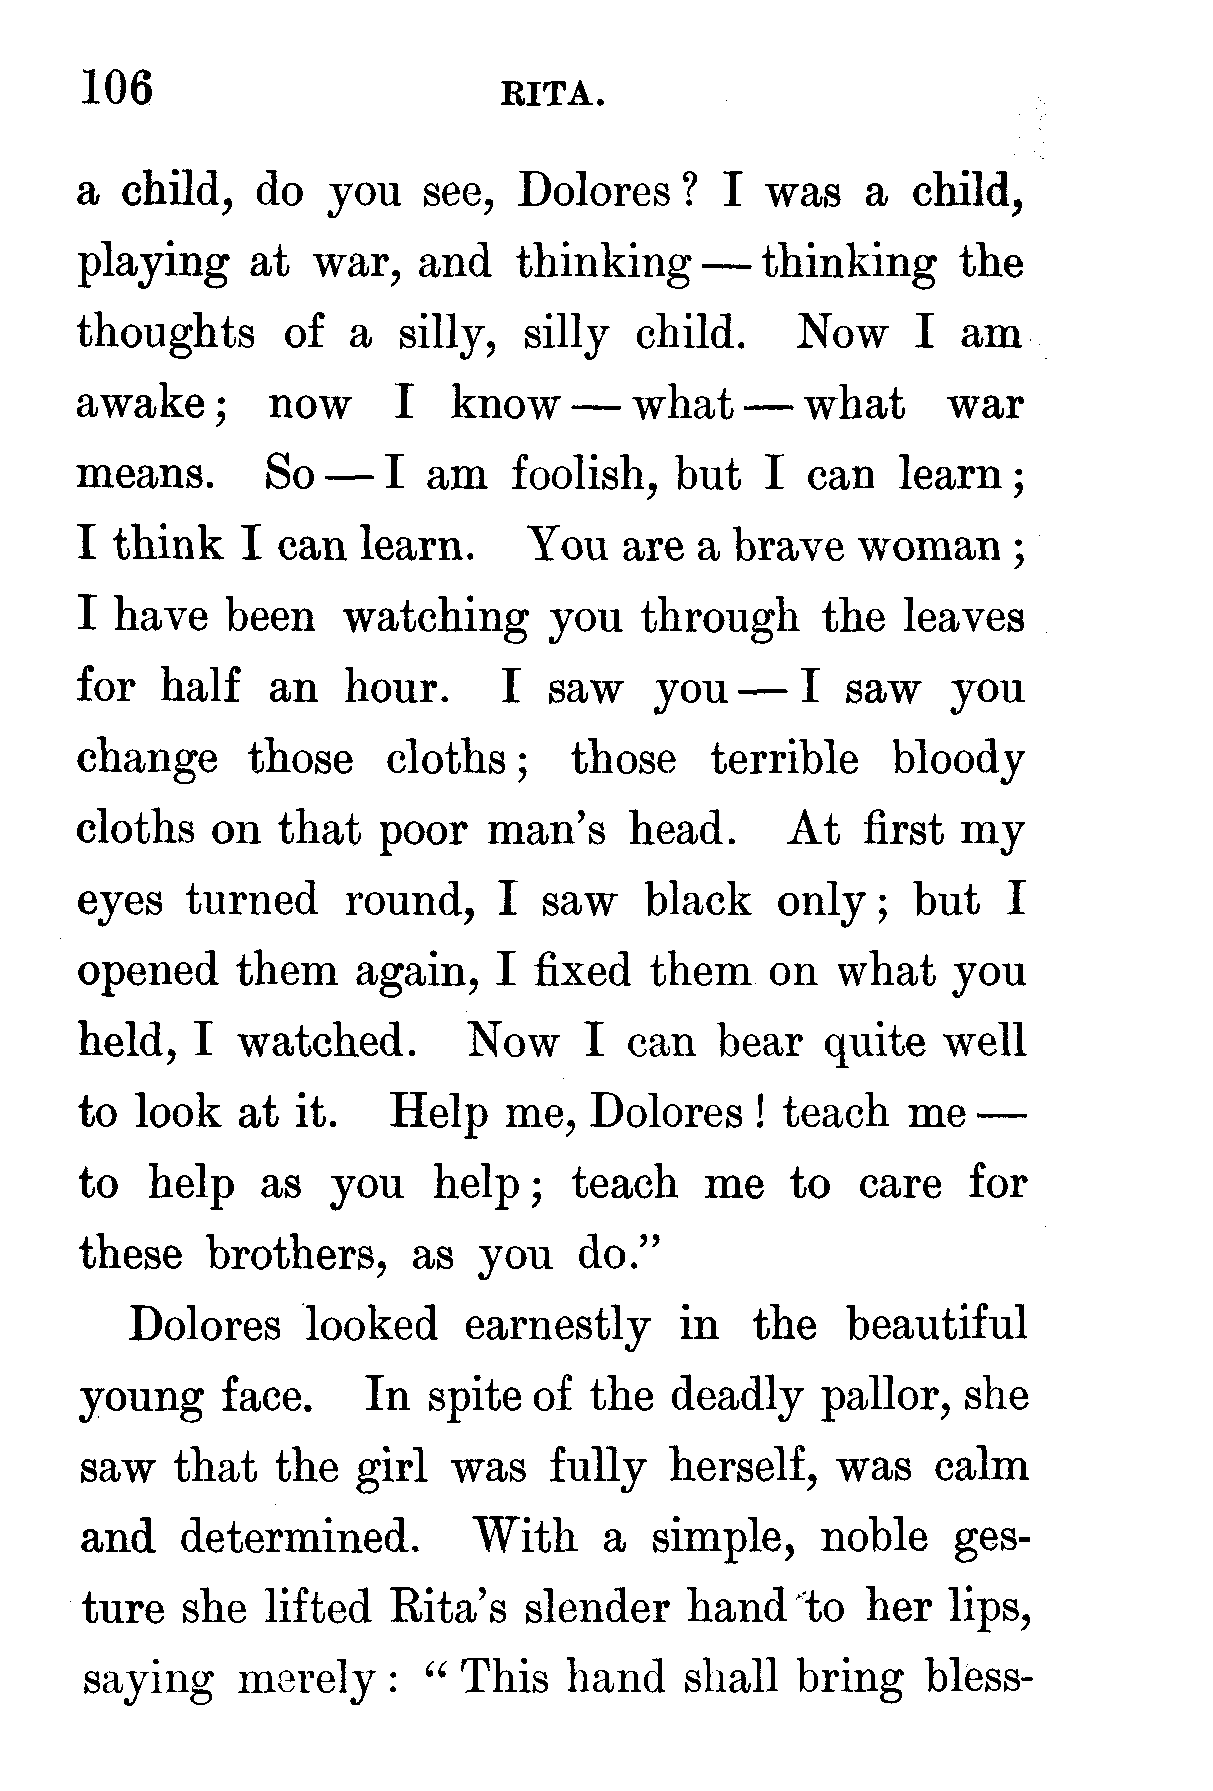 106 RITA.
a child, do you see, Dolores? I was a child,
playing at war, and thinking — thinking the
thoughts of a silly, silly child. Now I am
awake; now I know — what — what war
means. So — I am foolish, but I can learn;
I think I can learn. You are a brave woman;
I have been watching you through the leaves
for half an hour. I saw you — I saw you
change those cloths; those terrible bloody
cloths on that poor man's head. At first my
eyes turned round, I saw black only; but I
opened them again, I fixed them on what you
held, I watched. Now I can bear quite well
to look at it. Help me, Dolores! teach me —
to help as you help; teach me to care for
these brothers, as you do."
Dolores looked earnestly in the beautiful
young face. In spite of the deadly pallor, she
saw that the girl was fully herself, was calm
and determined. With a simple, noble ges-
ture she lifted Rita's slender hand to her lips,
saying merely: "This hand shall bring bless-